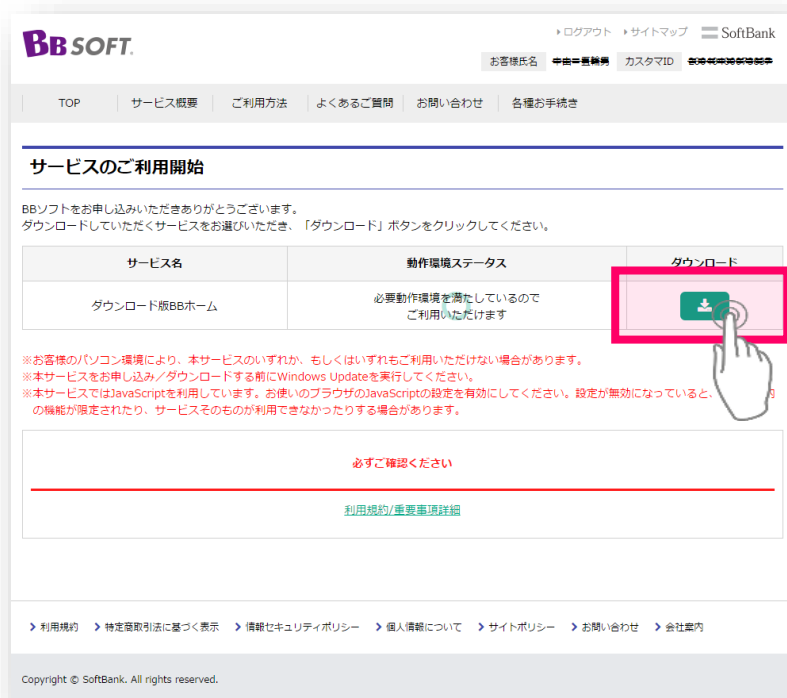 BB SOFT.
ログアウト サイトマップ SoftBank
お客様氏名 カスタマID
TOP サービス概要 ご利用方法 よくあるご質問 お問い合わせ 各種お手続き
サービスのご利用開始
BBソフトをお申し込みいただきありがとうございます。
ダウンロードしていただくサービスをお選びいただき、「ダウンロード」ボタンをクリックしてください。
サービス名 動作環境ステータス ダウンロード
ダウンロード版BBホーム 必要動作環境を満たしているので
ご利用いただけます
※お客様のパソコン環境により、本サービスのいずれか、もしくはいずれもご利用いただけない場合があります。
※本サービスをお申し込み／ダウンロードする前にWindows Updateを実行してください。
※本サービスではJavaScriptを利用しています。お使いのブラウザのJavaScriptの設定を有効にしてください。設定が無効になっていると、
の機能が限定されたり、サービスそのものが利用できなかったりする場合があります。
必ずご確認ください
利用規約/重要事項詳細
利用規約 特定商取引法に基づく表示 情報セキュリティポリシー 個人情報について サイトポリシー お問い合わせ 会社案内
Copyright © SoftBank. All rights reserved.